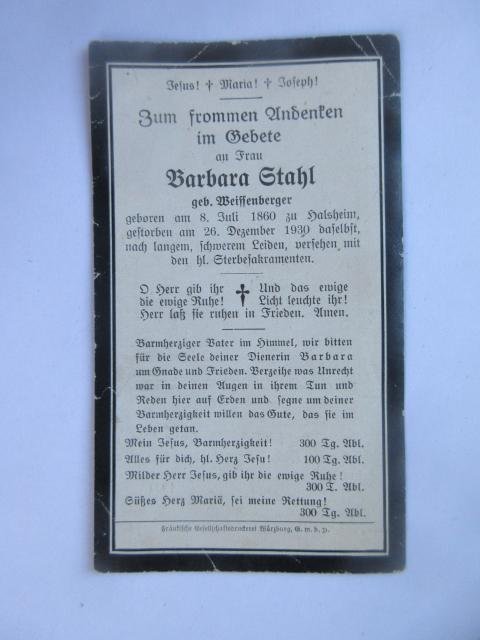 Jesus! † Maria! † Joseph!
Zum frommen Andenken
im Gebete
an Frau
Barbara Stahl
geb. Weissenberger
geboren am 8. Juli 1860 zu Halsheim,
gestorben am 26. Dezember 1930 daselbst,
nach langem, schwerem Leiden, versehen mit
den hl. Sterbesakramenten.
O Herr gib ihr † Und das ewige
die ewige Ruhe! Licht leuchte ihr!
Herr laß sie ruhen in Frieden. Amen.
Barmherziger Vater im Himmel, wir bitten
für die Seele deiner Dienerin Barbara
um Gnade und Frieden. Verzeihe was Unrecht
war in deinen Augen in ihrem Tun und
Reden hier auf Erden und segne um deiner
Barmherzigkeit willen das Gute, das sie im
Leben getan.
Mein Jesus, Barmherzigkeit! 300 Tg. Abl.
Alles für dich, hl. Herz Jesu! 100 Tg. Abl.
Milder Herr Jesus, gib ihr die ewige Ruhe!
300 T. Abl.
Süßes Herz Mariä, sei meine Rettung!
300 Tg. Abl.
Fränkische Gesellschaftsdruckerei Würzburg, G. m. b. H.